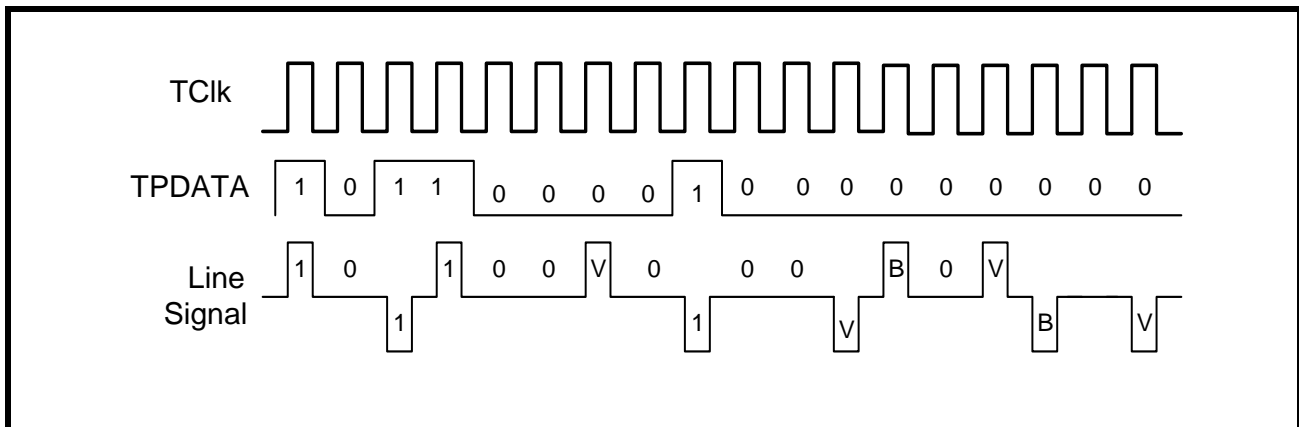 TClk
TPDATA 1 0 1 1 0 0 0 0 1 0 0 0 0 0 0 0 0 0
Line Signal 1 0 1 1 0 0 V 0 1 0 0 V B 0 V B V